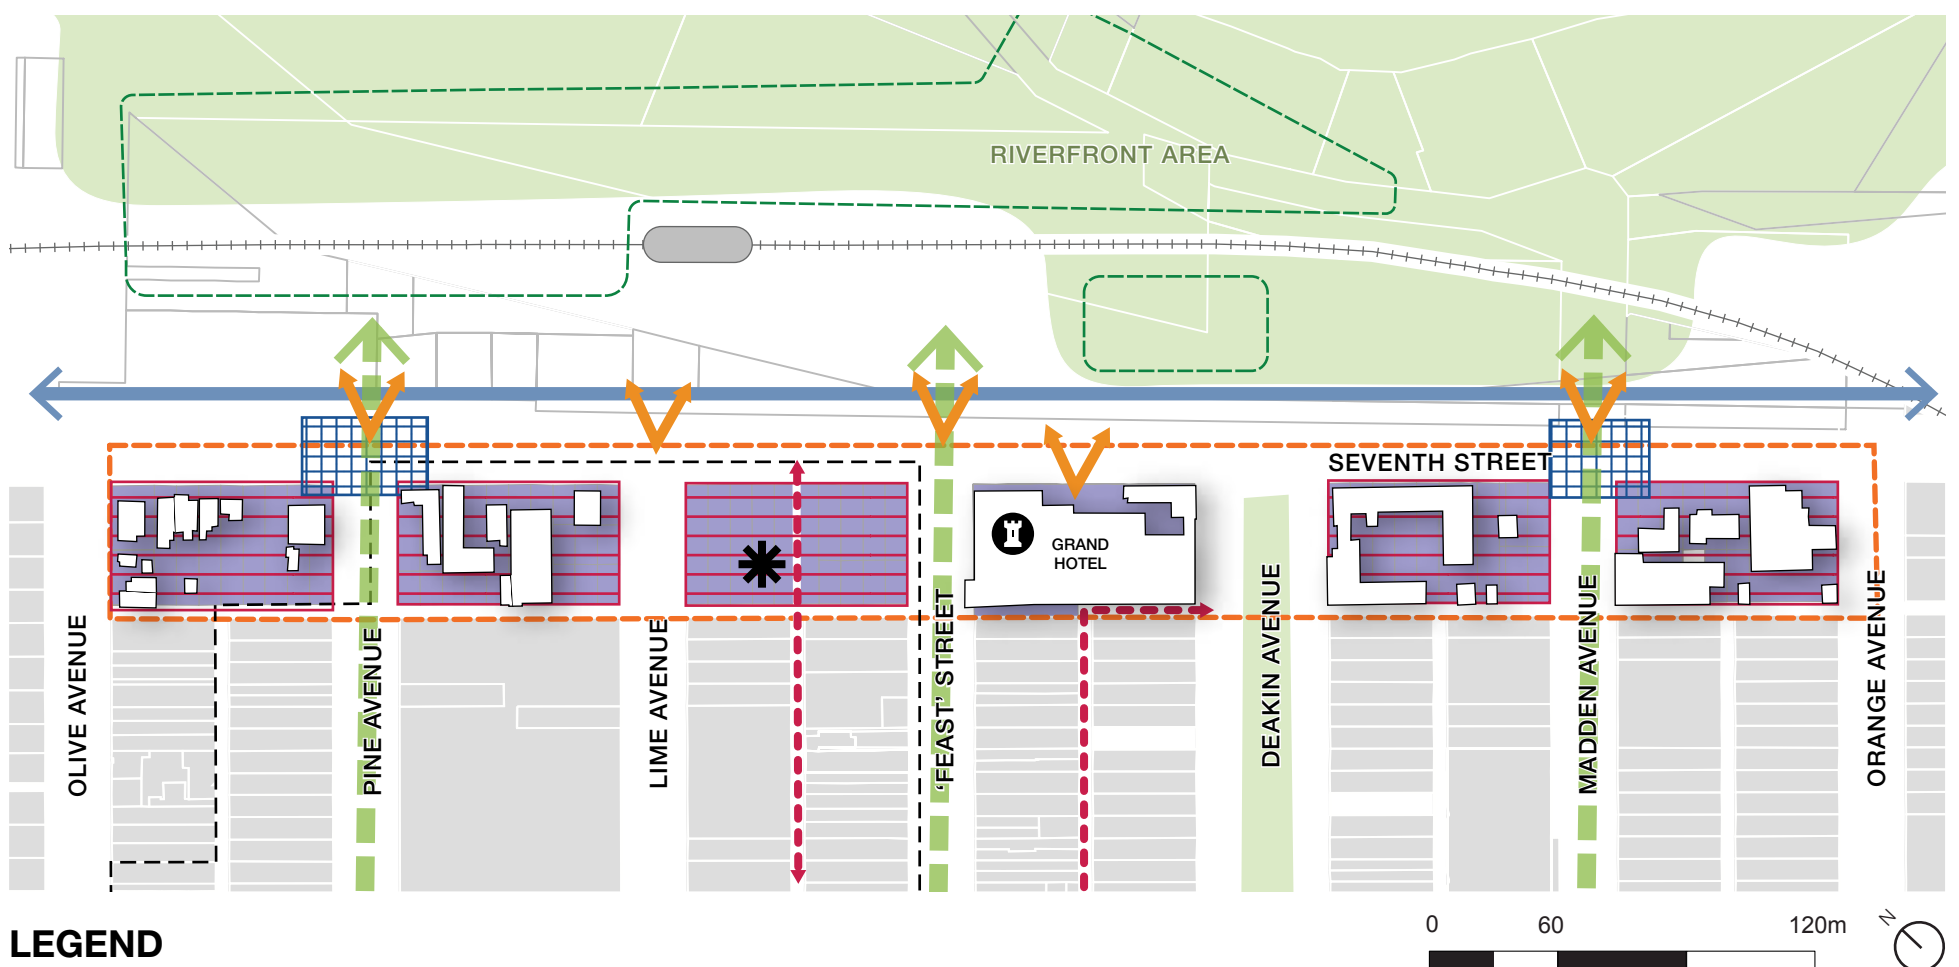 RIVERFRONT AREA
SEVENTH STREET
GRAND
HOTEL
OLIVE AVENUE
PINE AVENUE
LIME AVENUE
'FEAST' STREET
DEAKIN AVENUE
MADDEN AVENUE
ORANGE AVENUE
LEGEND
0 60 120m
N